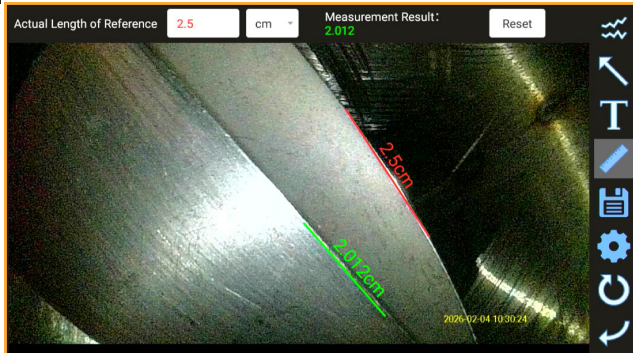 Actual Length of Reference 2.5 cm Measurement Result: Reset
2.012
2.5cm
2.012cm
2026-02-04 10:30:24
T